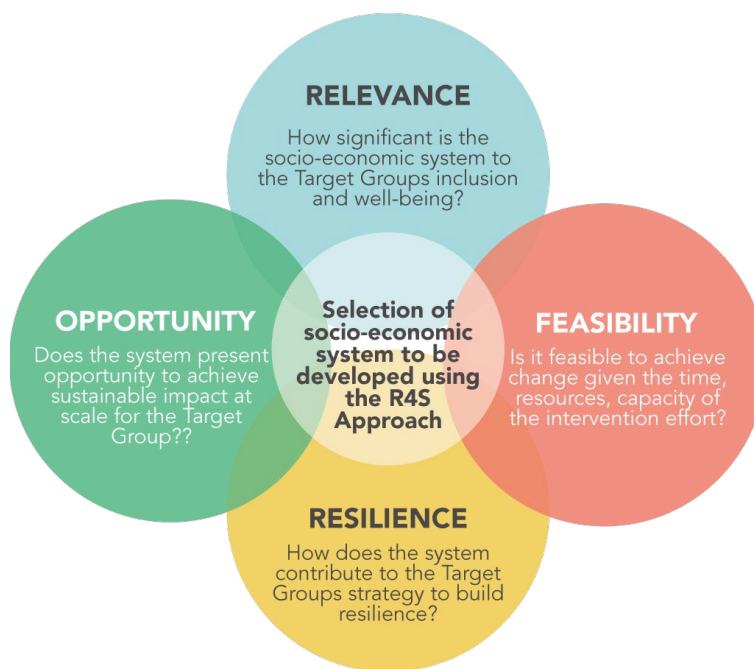 RELEVANCE
How significant is the
socio-economic system to
the Target Groups inclusion
and well-being?
OPPORTUNITY
Does the system present
opportunity to achieve
sustainable impact at
scale for the Target
Group??
Selection of
socio-economic
system to be
developed using
the R4S
Approach
FEASIBILITY
Is it feasible to achieve
change given the time,
resources, capacity of
the intervention effort?
RESILIENCE
How does the system
contribute to the Target
Groups strategy to build
resilience?